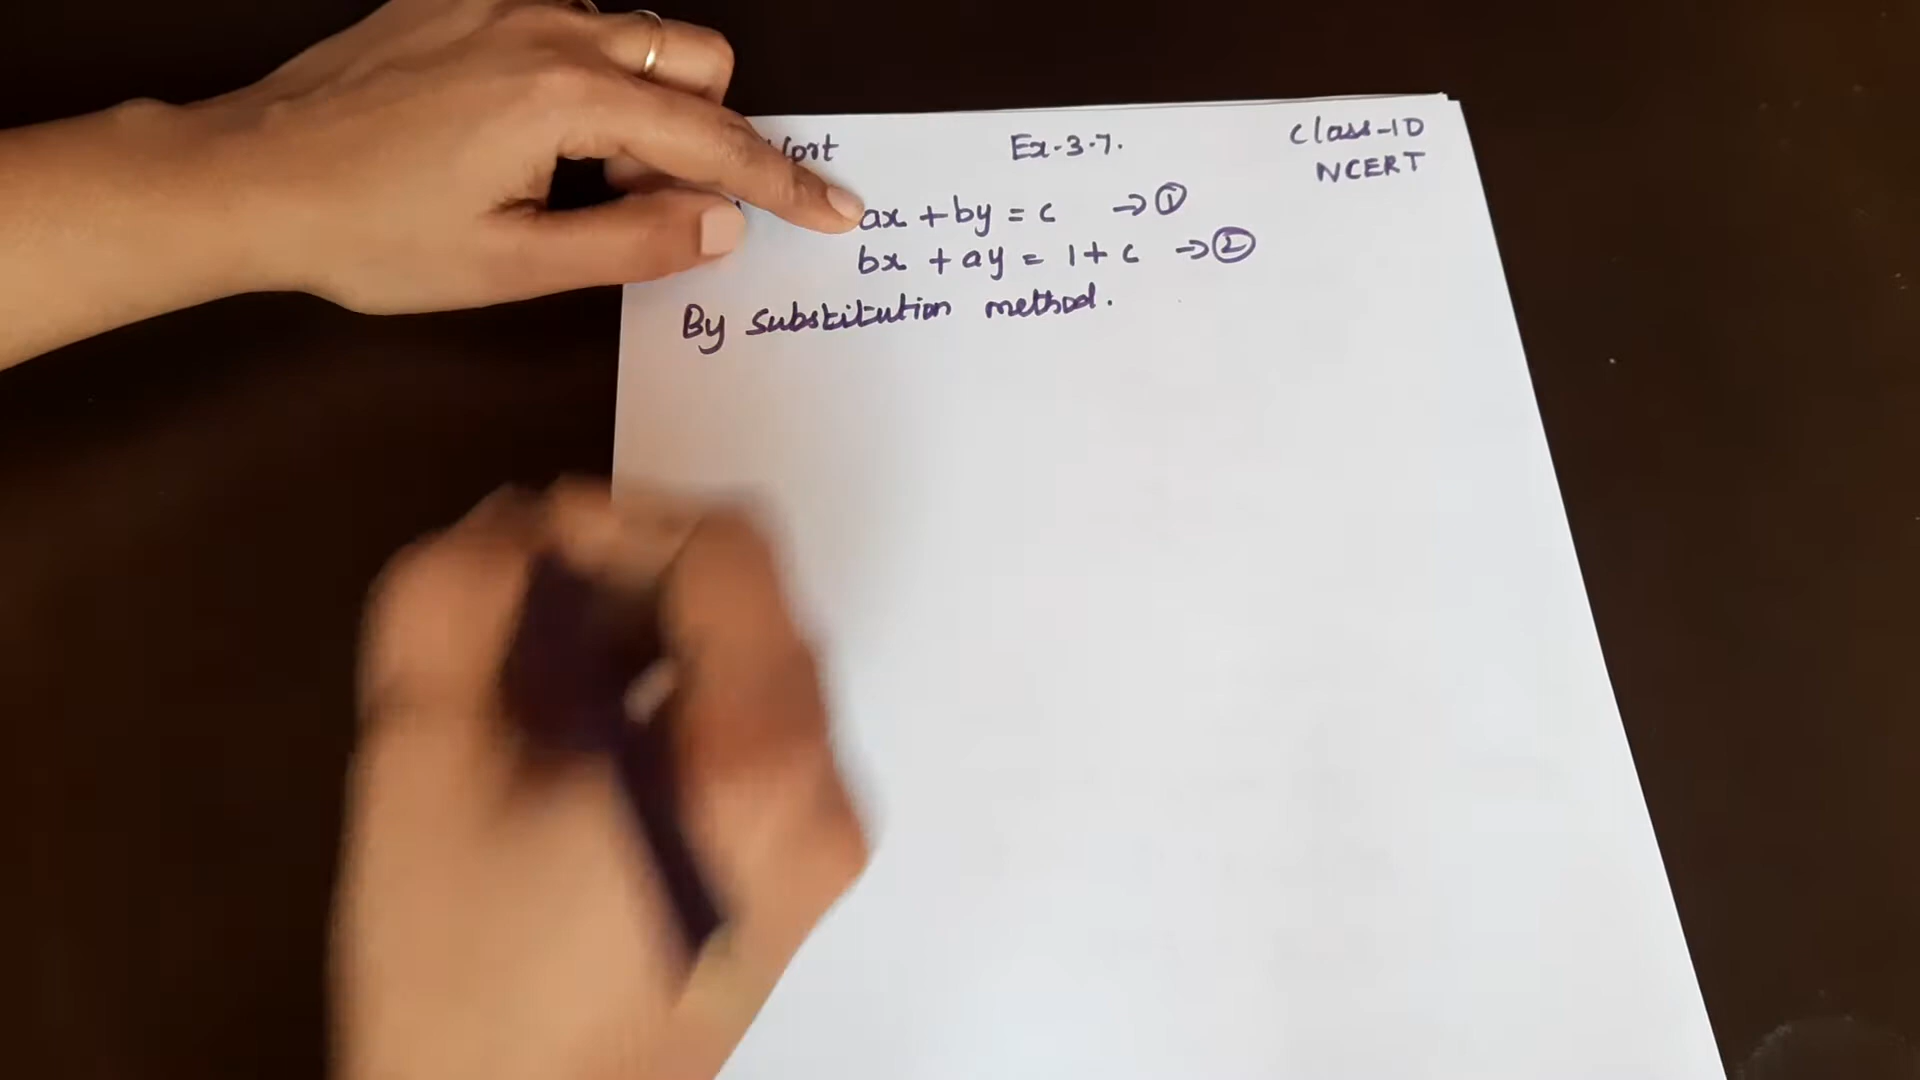 Ex-3.7.
Class-10
NCERT
ax + by = c → ①
bx + ay = 1 + c → ②
By substitution method.